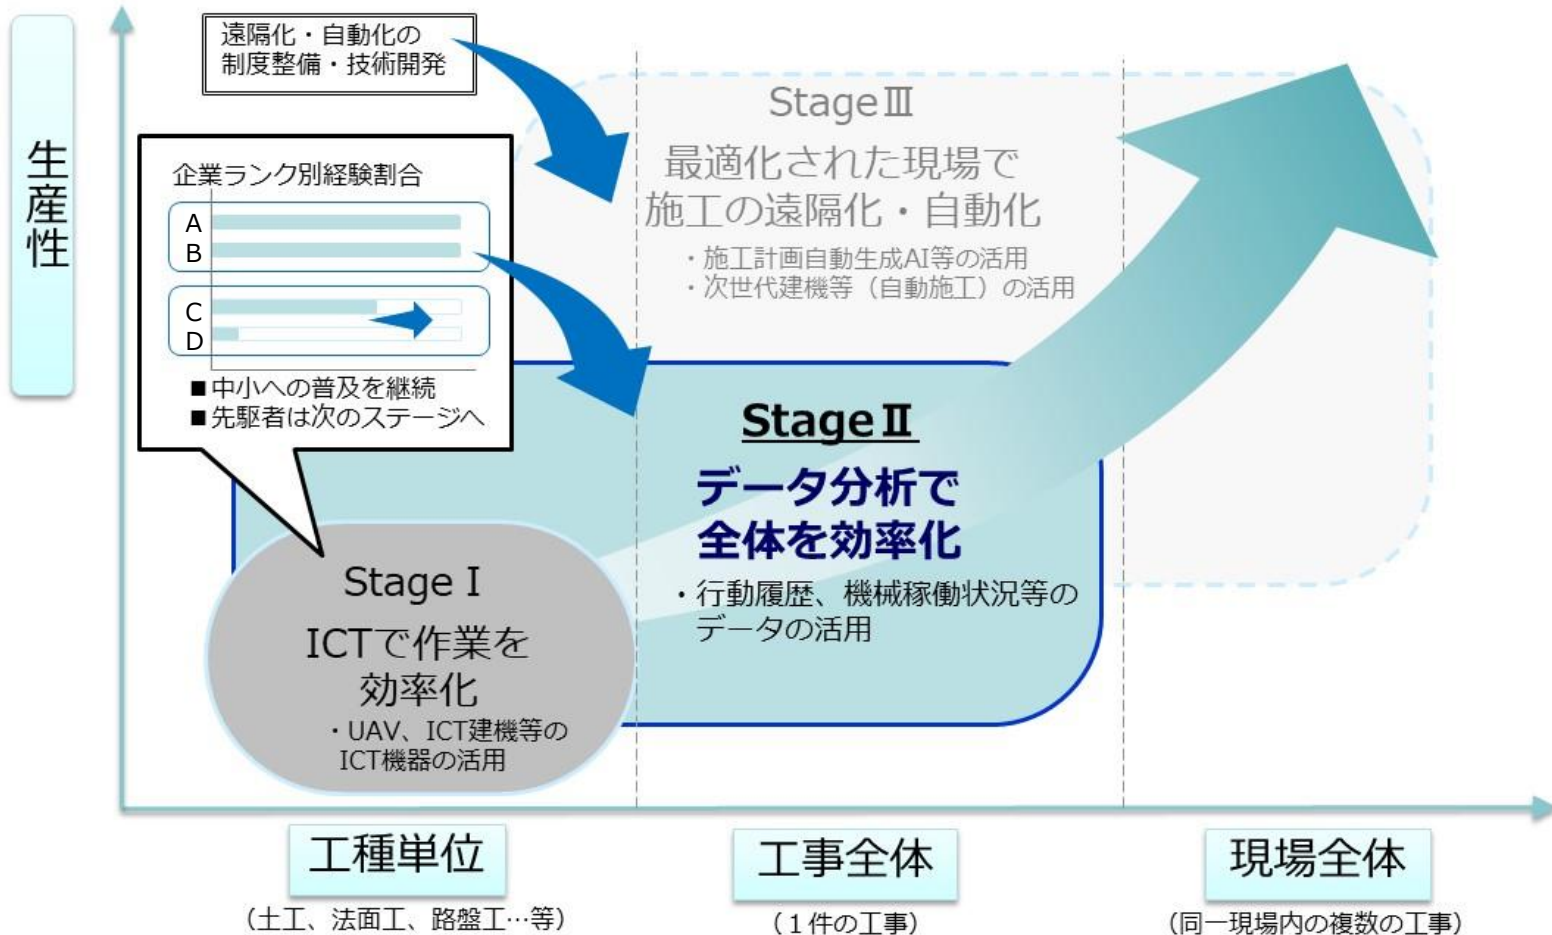 生産性
遠隔化・自動化の
制度整備・技術開発
企業ランク別経験割合
A
B
C
D
■中小への普及を継続
■先駆者は次のステージへ
StageⅢ
最適化された現場で
施工の遠隔化・自動化
・施工計画自動生成AI等の活用
・次世代建機等（自動施工）の活用
StageⅡ
データ分析で
全体を効率化
・行動履歴、機械稼働状況等の
データの活用
StageⅠ
ICTで作業を
効率化
・UAV、ICT建機等の
ICT機器の活用
工種単位
（土工、法面工、路盤工…等）
工事全体
（１件の工事）
現場全体
（同一現場内の複数の工事）